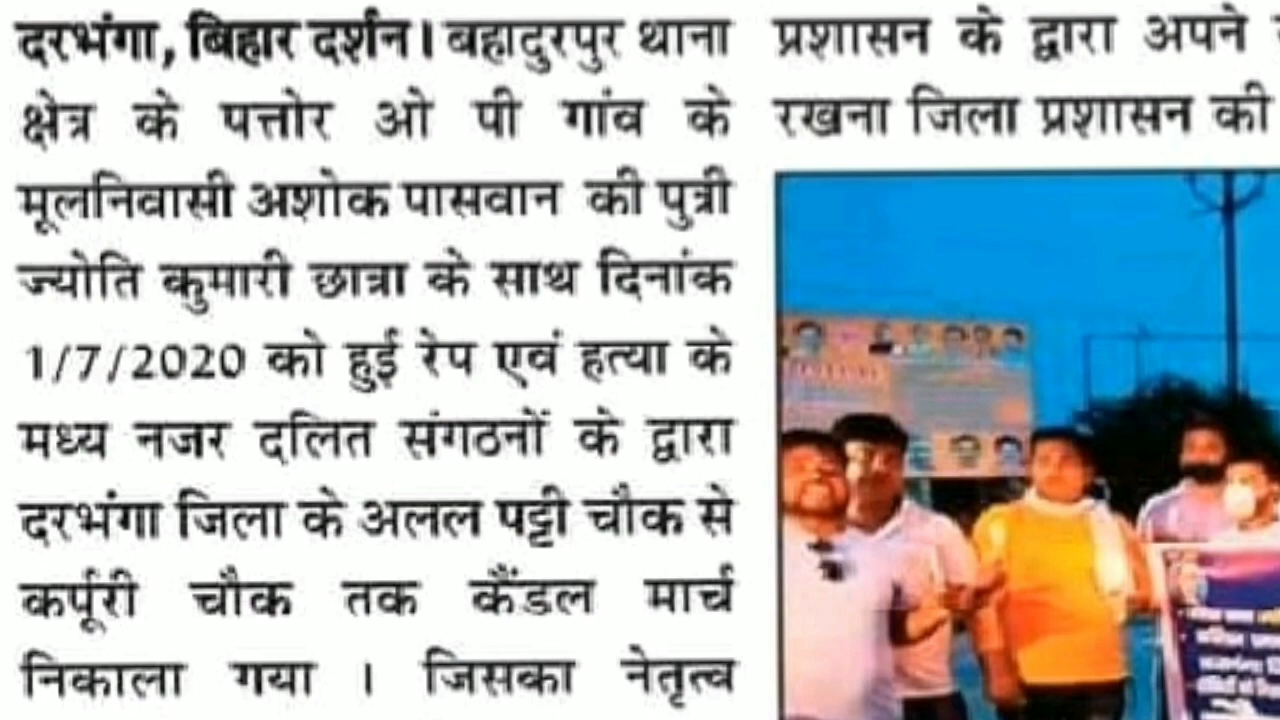 दरभंगा, बिहार दर्शन। बहादुरपुर थाना
क्षेत्र के पत्तोर ओ पी गांव के
मूलनिवासी अशोक पासवान की पुत्री
ज्योति कुमारी छात्रा के साथ दिनांक
1/7/2020 को हुई रेप एवं हत्या के
मध्य नजर दलित संगठनों के द्वारा
दरभंगा जिला के अलल पट्टी चौक से
कर्पूरी चौक तक कैंडल मार्च
निकाला गया । जिसका नेतृत्व
प्रशासन के द्वारा अपने
रखना जिला प्रशासन की